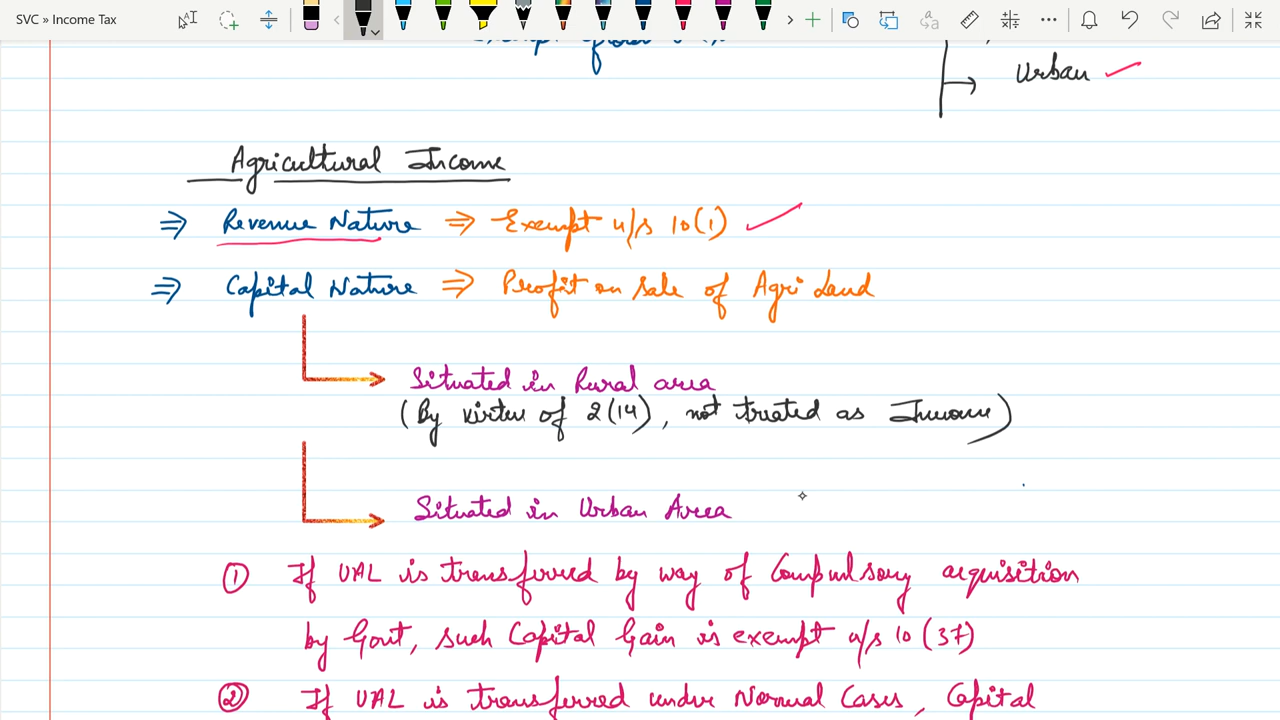 SVC » Income Tax
Urban
Agricultural Income
⇒ Revenue Nature ⇒ Exempt u/s 10(1)
⇒ Capital Nature ⇒ Profit on Sale of Agri Land
Situated in Rural area
(By virtue of 2(14), not treated as Income)
Situated in Urban Area
① If UAL is transferred by way of Compulsory acquisition
by Govt, such Capital Gain is exempt u/s 10(37)
② If UAL is transferred under Normal Cases, Capital